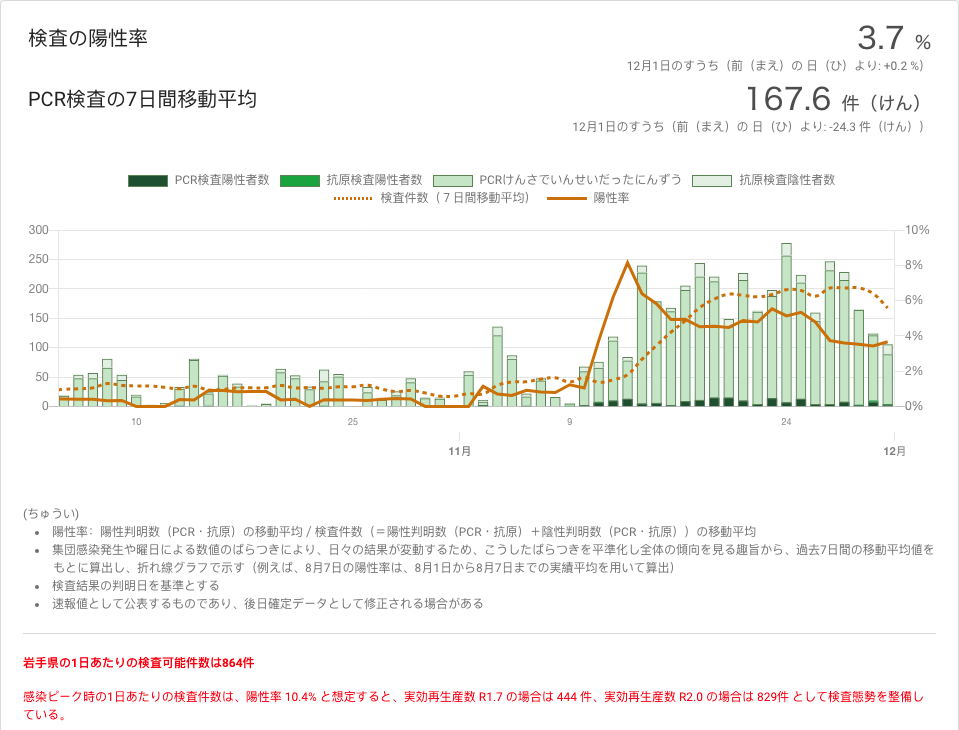 検査の陽性率
3.7 %
12月1日のすうち（前（まえ）の 日（ひ）より: +0.2 %）
PCR検査の7日間移動平均
167.6 件（けん）
12月1日のすうち（前（まえ）の 日（ひ）より: -24.3 件（けん））
PCR検査陽性者数 抗原検査陽性者数 PCRけんさでいんせいだったにんずう 抗原検査陰性者数
検査件数（７日間移動平均） 陽性率
300 10%
250 8%
200 6%
150 4%
100 2%
50 0%
0
10 25 9 24
11月 12月
(ちゅうい)
• 陽性率：陽性判明数（PCR・抗原）の移動平均 / 検査件数（＝陽性判明数（PCR・抗原）＋陰性判明数（PCR・抗原））の移動平均
• 集団感染発生や曜日による数値のばらつきにより、日々の結果が変動するため、こうしたばらつきを平準化し全体の傾向を見る趣旨から、過去7日間の移動平均値を
もとに算出し、折れ線グラフで示す（例えば、8月7日の陽性率は、8月1日から8月7日までの実績平均を用いて算出）
• 検査結果の判明日を基準とする
• 速報値として公表するものであり、後日確定データとして修正される場合がある
岩手県の1日あたりの検査可能件数は864件
感染ピーク時の1日あたりの検査件数は、陽性率 10.4% と想定すると、実効再生産数 R1.7 の場合は 444 件、実効再生産数 R2.0 の場合は 829件 として検査態勢を整備し
ている。